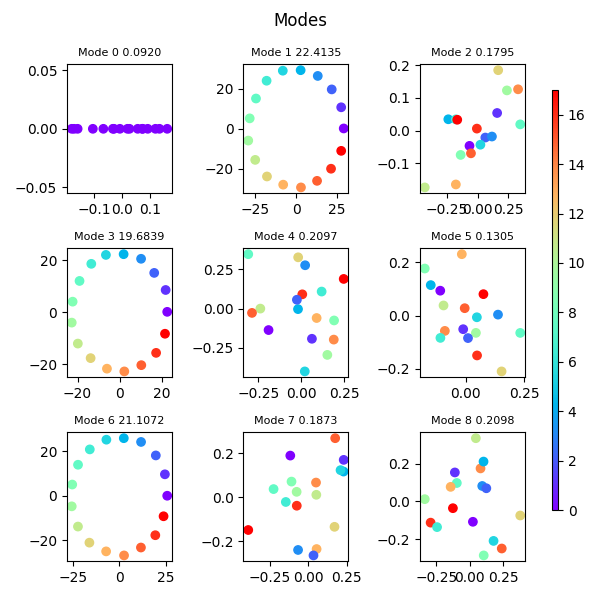 Modes
Mode 0 0.0920
Mode 1 22.4135
Mode 2 0.1795
0.05
0.00
−0.05
−0.1 0.0 0.1
20
0
−20
−25 0 25
0.2
0.1
0.0
−0.1
−0.25 0.00 0.25
Mode 3 19.6839
Mode 4 0.2097
Mode 5 0.1305
20
0
−20
−20 0 20
0.25
0.00
−0.25
−0.25 0.00 0.25
0.2
0.0
−0.2
0.00 0.25
Mode 6 21.1072
Mode 7 0.1873
Mode 8 0.2098
20
0
−20
−25 0 25
0.2
0.0
−0.2
−0.25 0.00 0.25
0.2
0.0
−0.2
−0.25 0.00 0.25
16
14
12
10
8
6
4
2
0